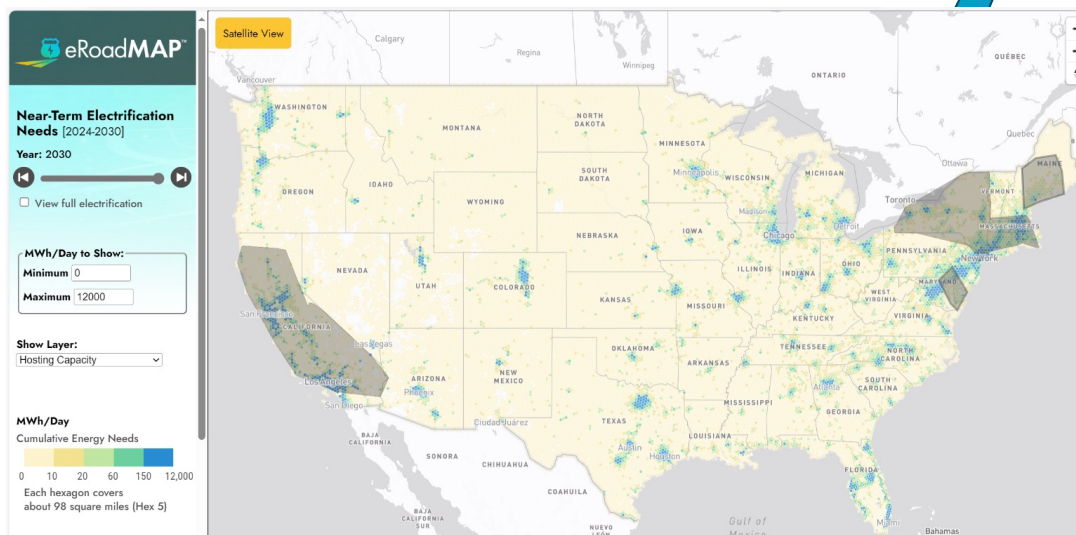 eRoadMAP™
Near-Term Electrification
Needs [2024-2030]
Year: 2030
View full electrification
MWh/Day to Show:
Minimum 0
Maximum 12000
Show Layer:
Hosting Capacity
MWh/Day
Cumulative Energy Needs
0 10 20 60 150 12,000
Each hexagon covers
about 98 square miles (Hex 5)
Satellite View
Calgary
Regina
Winnipeg
ONTARIO
QUÉBEC
Vancouver
Quebec
WASHINGTON
MONTANA
NORTH
DAKOTA
MINNESOTA
Ottawa
MAINE
SOUTH
DAKOTA
Minneapolis
WISCONSIN
MICHIGAN
Toronto
VERMONT
OREGON
IDAHO
WYOMING
Madison
Detroit
MASSACHUSETTS
NEBRASKA
IOWA
Chicago
PENNSYLVANIA
New York
NEVADA
UTAH
COLORADO
ILLINOIS
INDIANA
OHIO
MARYLAND
WEST
VIRGINIA
KANSAS
MISSOURI
San Francisco
CALIFORNIA
KENTUCKY
VIRGINIA
Las Vegas
OKLAHOMA
TENNESSEE
NORTH
CAROLINA
Los Angeles
ARIZONA
NEW
MEXICO
ARKANSAS
Phoenix
Atlanta
SOUTH
CAROLINA
San Diego
MISSISSIPPI
GEORGIA
Ciudad Juárez
TEXAS
BAJA
CALIFORNIA
LOUISIANA
Austin
Houston
SONORA
CHIHUAHUA
FLORIDA
COAHUILA
BAJA
CALIFORNIA
SUR
NUEVO
LEÓN
Gulf of
Mexico
Miami
Bahamas